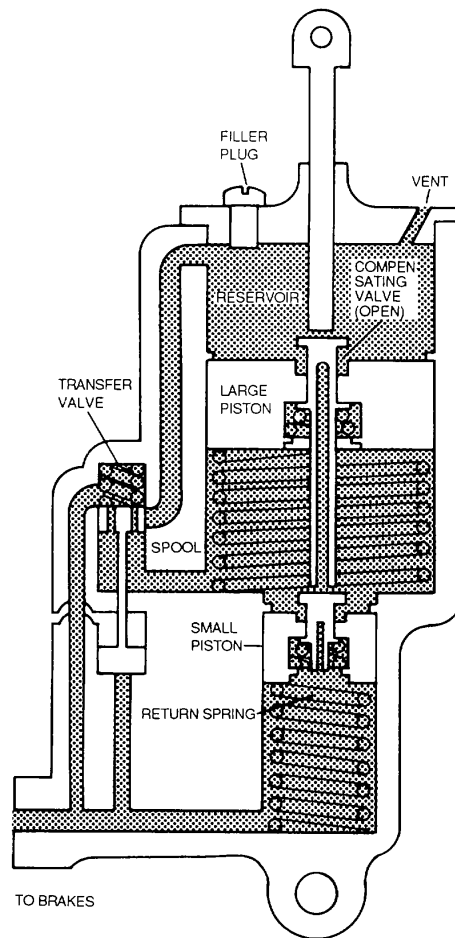 FILLER
PLUG
VENT
RESERVOIR
COMPEN
SATING
VALVE
(OPEN)
TRANSFER
VALVE
LARGE
PISTON
SPOOL
SMALL
PISTON
RETURN SPRING
TO BRAKES